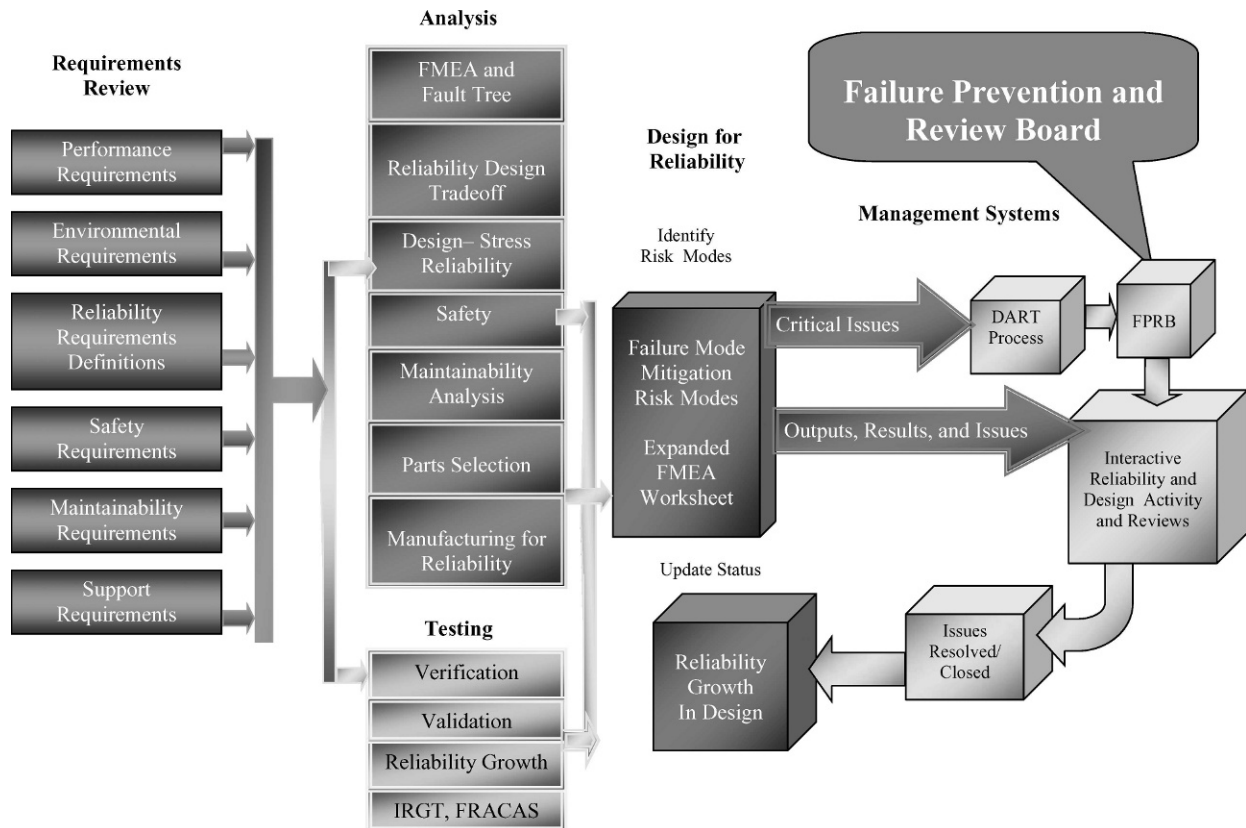 Requirements
Review
Performance
Requirements
Environmental
Requirements
Reliability
Requirements
Definitions
Safety
Requirements
Maintainability
Requirements
Support
Requirements
Analysis
FMEA and
Fault Tree
Reliability Design
Tradeoff
Design– Stress
Reliability
Safety
Maintainability
Analysis
Parts Selection
Manufacturing for
Reliability
Testing
Verification
Validation
Reliability Growth
IRGT, FRACAS
Design for
Reliability
Identify
Risk Modes
Failure Mode
Mitigation
Risk Modes
Expanded
FMEA
Worksheet
Critical Issues
Outputs, Results, and Issues
Failure Prevention and
Review Board
Management Systems
DART
Process
FPRB
Interactive
Reliability and
Design Activity
and Reviews
Issues
Resolved/
Closed
Update Status
Reliability
Growth
In Design